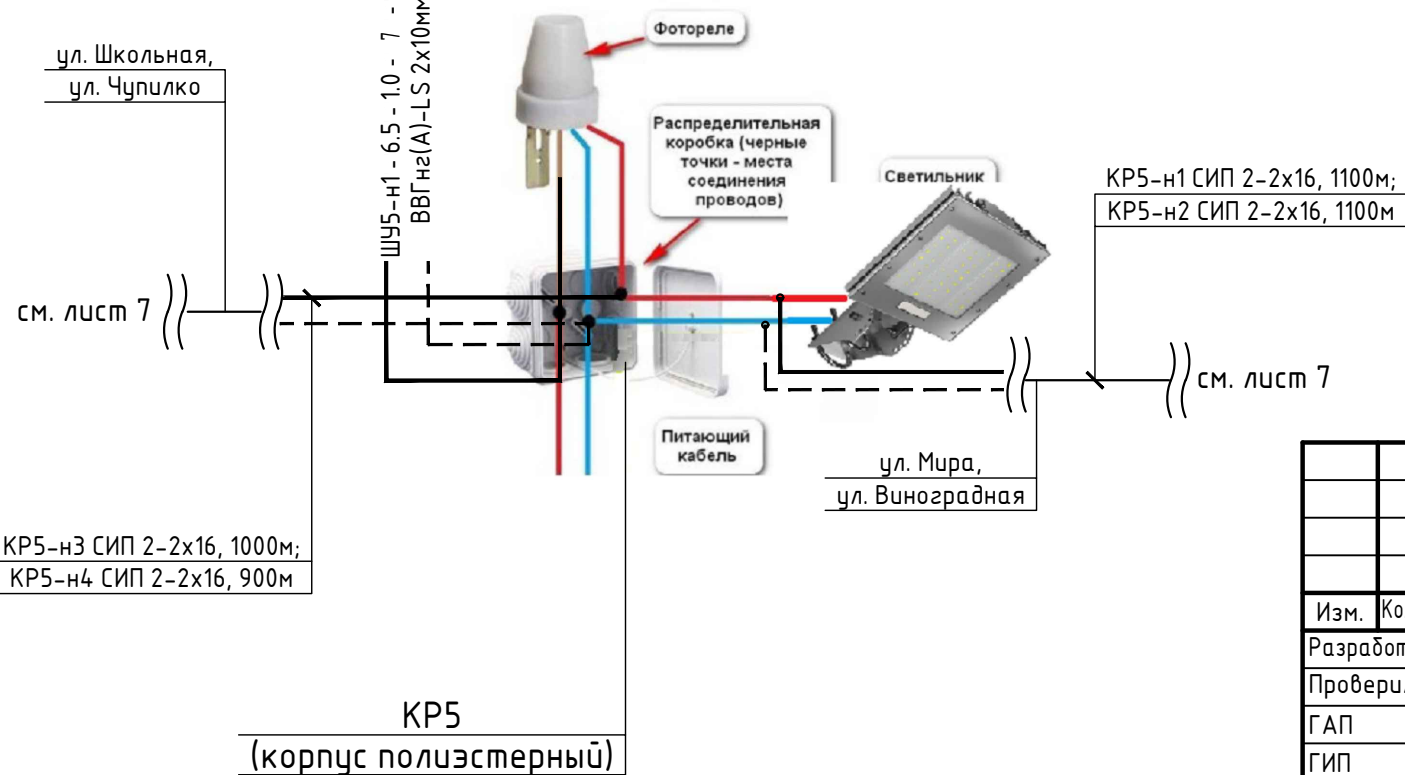 ул. Школьная,
ул. Чупилко
ШУ5-н1 - 6.5 - 1.0 - 7 -
ВВГнг(А)-LS 2х10мм
Фотореле
Распределительная
коробка (черные
точки - места
соединения
проводов)
Светильник
КР5-н1 СИП 2-2х16, 1100м;
КР5-н2 СИП 2-2х16, 1100м
см. лист 7
см. лист 7
Питающий
кабель
ул. Мира,
ул. Виноградная
КР5-н3 СИП 2-2х16, 1000м;
КР5-н4 СИП 2-2х16, 900м
КР5
(корпус полиэстерный)
Изм.
ГАП
ГИП